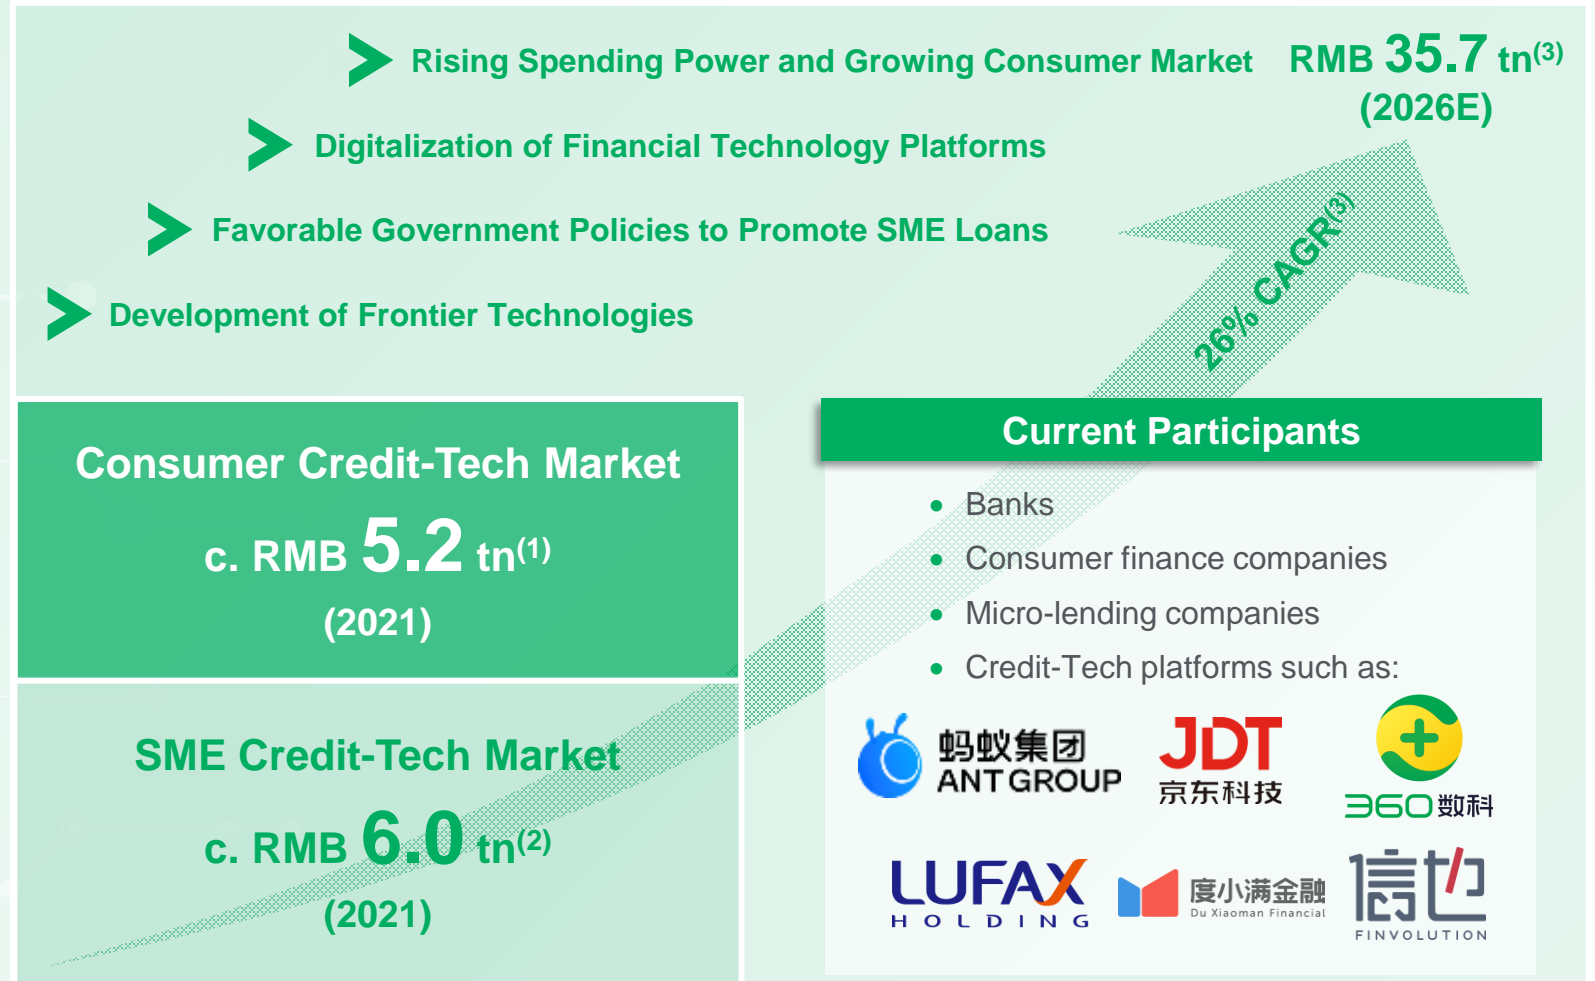 Rising Spending Power and Growing Consumer Market
RMB 35.7 tn(3)
(2026E)
Digitalization of Financial Technology Platforms
Favorable Government Policies to Promote SME Loans
Development of Frontier Technologies
26% CAGR(3)
Consumer Credit-Tech Market
c. RMB 5.2 tn(1)
(2021)
SME Credit-Tech Market
c. RMB 6.0 tn(2)
(2021)
Current Participants
• Banks
• Consumer finance companies
• Micro-lending companies
• Credit-Tech platforms such as:
蚂蚁集团
ANT GROUP
JDT
京东科技
360数科
LUFAX
HOLDING
度小满金融
Du Xiaoman Financial
信也
FINVOLUTION